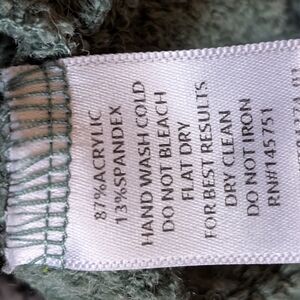 87%ACRYLIC
13%SPANDEX
HAND WASH COLD
DO NOT BLEACH
FLAT DRY
FOR BEST RESULTS
DRY CLEAN
DO NOT IRON
RN#145751